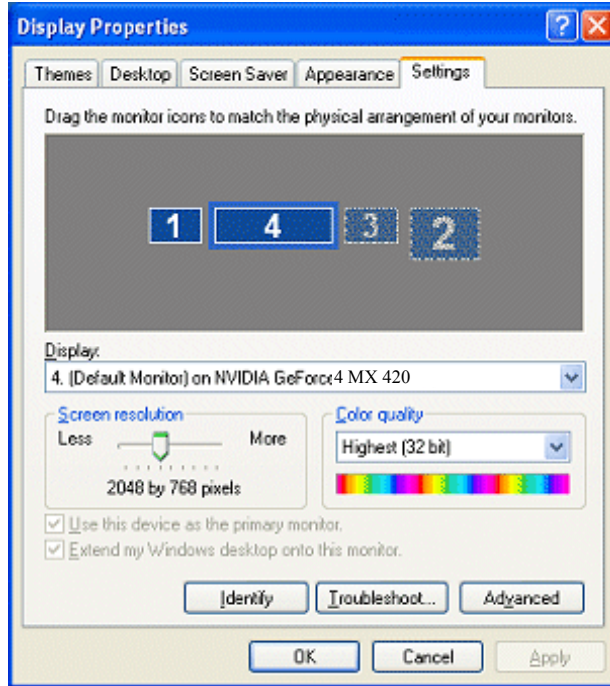 Display Properties
Themes Desktop Screen Saver Appearance Settings
Drag the monitor icons to match the physical arrangement of your monitors.
1 4 3 2
Display:
4. (Default Monitor) on NVIDIA GeForce4 MX 420
Screen resolution
Less More
2048 by 768 pixels
Color quality
Highest (32 bit)
Use this device as the primary monitor.
Extend my Windows desktop onto this monitor.
Identify Troubleshoot... Advanced
OK Cancel Apply